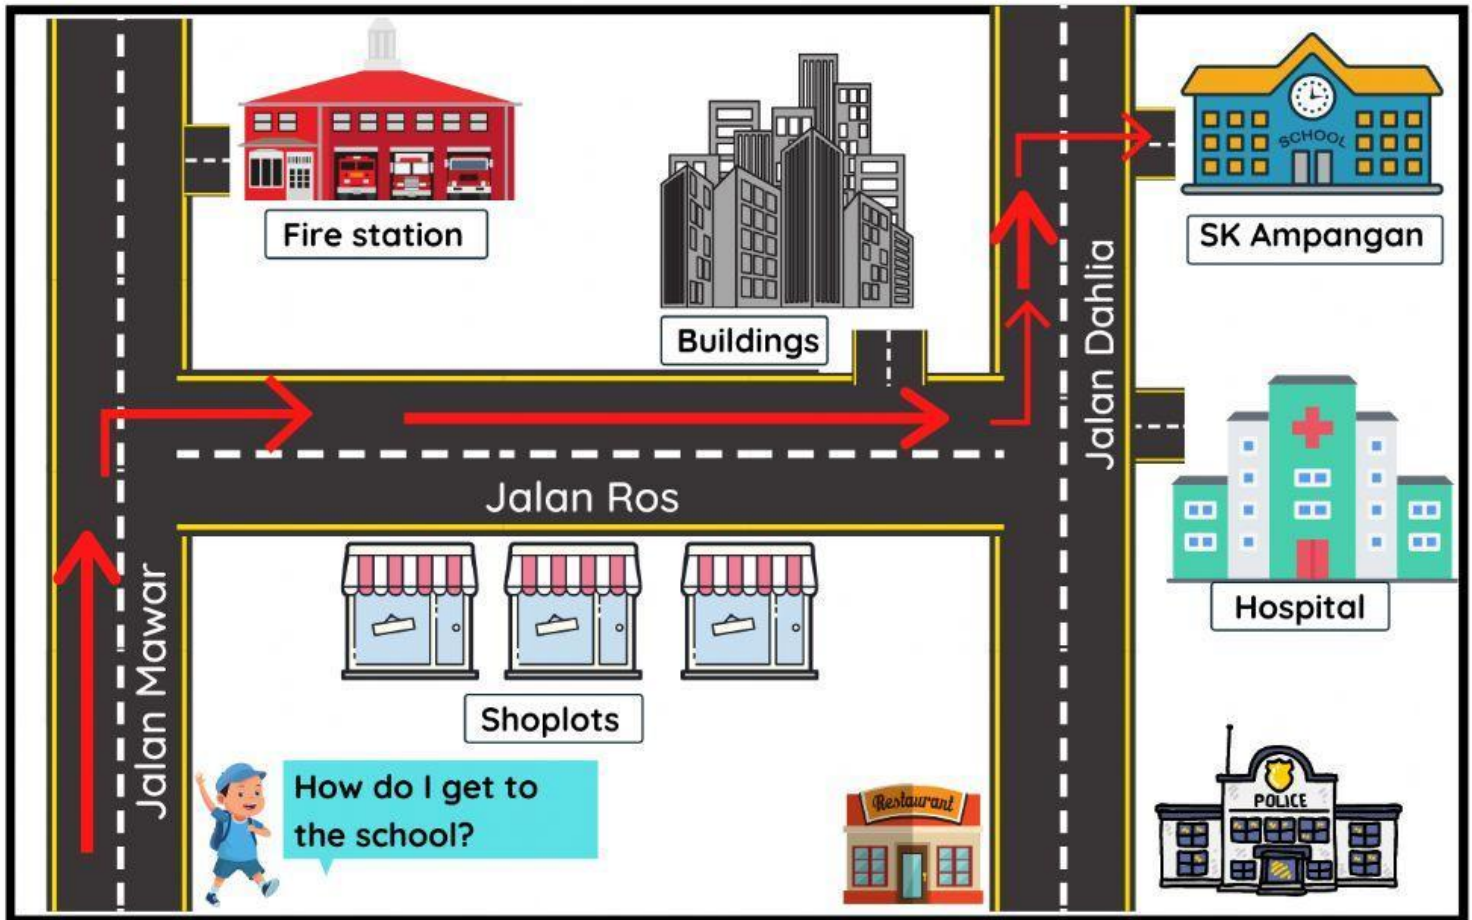 SCHOOL
Fire station
SK Ampangan
Buildings
Jalan Dahlia
Jalan Ros
Hospital
Jalan Mawar
Shoplots
How do I get to
the school?
Restaurant
POLICE